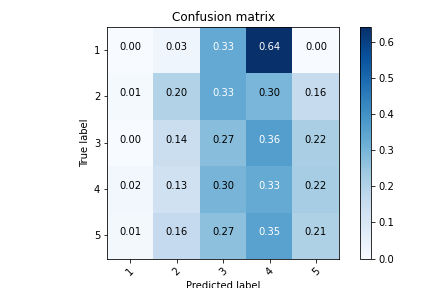 Confusion matrix
1 0.00 0.03 0.33 0.64 0.00
2 0.01 0.20 0.33 0.30 0.16
3 0.00 0.14 0.27 0.36 0.22
4 0.02 0.13 0.30 0.33 0.22
5 0.01 0.16 0.27 0.35 0.21
True label
1 2 3 4 5
Predicted label
0.6
0.5
0.4
0.3
0.2
0.1
0.0